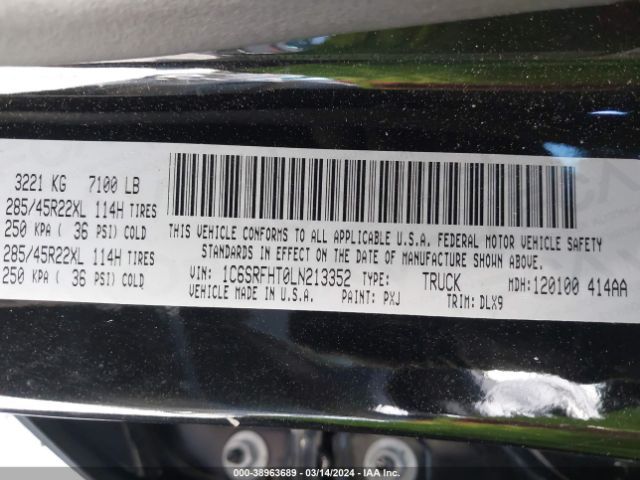 3221 KG 7100 LB
285/45R22XL 114H TIRES
250 KPA ( 36 PSI) COLD
285/45R22XL 114H TIRES
250 KPA ( 36 PSI) COLD
THIS VEHICLE CONFORMS TO ALL APPLICABLE U.S.A. FEDERAL MOTOR VEHICLE SAFETY
STANDARDS IN EFFECT ON THE DATE OF MANUFACTURE SHOWN ABOVE.
VIN: 1C6SRFHT0LN213352 TYPE: TRUCK MDH: 120100 414AA
VEHICLE MADE IN U.S.A. PAINT: PXJ TRIM: DLX9
000-38963689 - 03/14/2024 - IAA Inc.